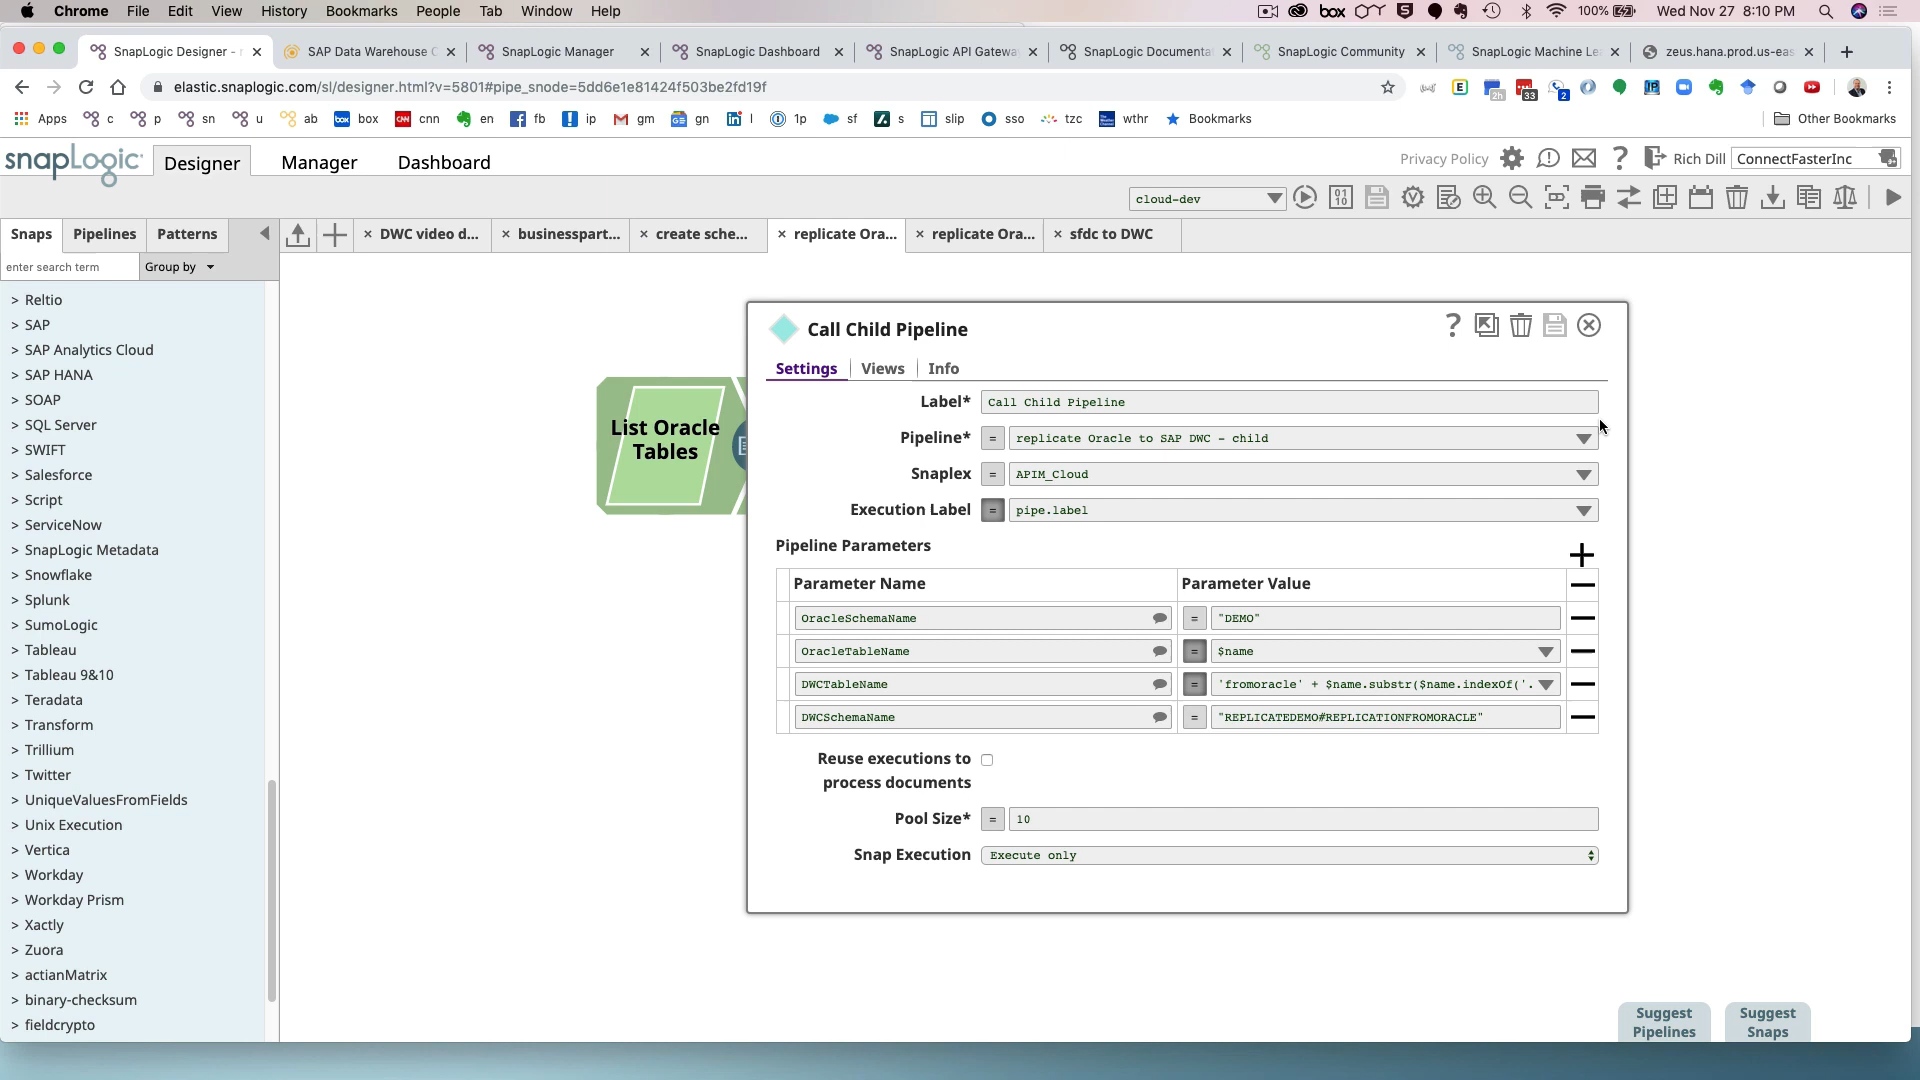 Chrome File Edit View History Bookmarks People Tab Window Help
box
100%
Wed Nov 27 8:10 PM
SnapLogic Designer -
SAP Data Warehouse C
SnapLogic Manager
SnapLogic Dashboard
SnapLogic API Gatewa
SnapLogic Documenta
SnapLogic Community
SnapLogic Machine Le
zeus.hana.prod.us-eas
elastic.snaplogic.com/sl/designer.html?v=5801#pipe_snode=5dd6e1e81424f503be2fd19f
2h
33
2
Apps c p sn u ab box cnn en fb ip gm gn l 1p sf s slip sso tzc wthr Bookmarks
Other Bookmarks
snapLogic
Designer
Manager
Dashboard
Privacy Policy
Rich Dill
ConnectFasterInc
cloud-dev
Snaps
Pipelines
Patterns
DWC video d...
businesspart...
create sche...
replicate Ora...
replicate Ora...
sfdc to DWC
enter search term
Group by
> Reltio
> SAP
> SAP Analytics Cloud
> SAP HANA
> SOAP
> SQL Server
> SWIFT
> Salesforce
> Script
> ServiceNow
> SnapLogic Metadata
> Snowflake
> Splunk
> SumoLogic
> Tableau
> Tableau 9&10
> Teradata
> Transform
> Trillium
> Twitter
> UniqueValuesFromFields
> Unix Execution
> Vertica
> Workday
> Workday Prism
> Xactly
> Zuora
> actianMatrix
> binary-checksum
> fieldcrypto
List Oracle
Tables
Call Child Pipeline
Settings
Views
Info
Label* Call Child Pipeline
Pipeline* = replicate Oracle to SAP DWC - child
Snaplex = APIM_Cloud
Execution Label = pipe.label
Pipeline Parameters
Parameter Name Parameter Value
OracleSchemaName = "DEMO"
OracleTableName = $name
DWCTableName = 'fromoracle' + $name.substr($name.indexOf('.
DWCSchemaName = "REPLICATEDEMO#REPLICATIONFROMORACLE"
Reuse executions to
process documents
Pool Size* = 10
Snap Execution Execute only
Suggest
Pipelines
Suggest
Snaps